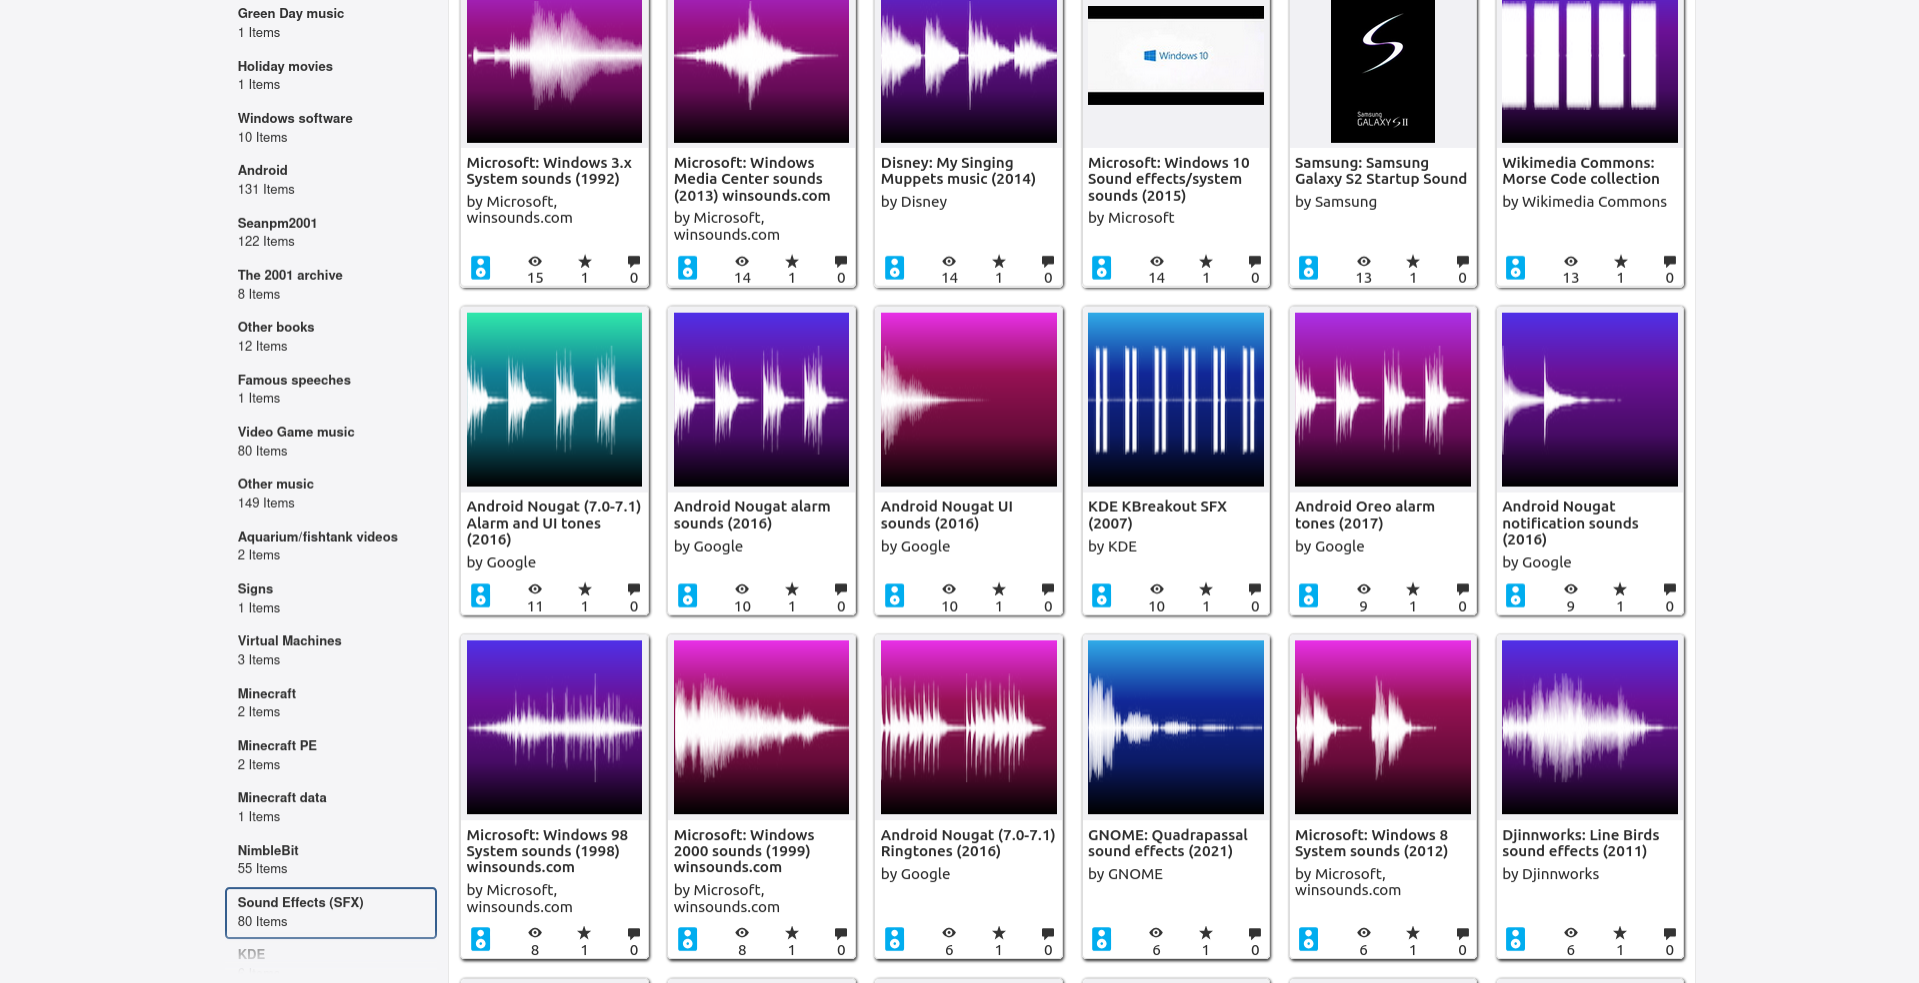 Green Day music
1 Items
Holiday movies
1 Items
Windows software
10 Items
Android
131 Items
Seanpm2001
122 Items
The 2001 archive
8 Items
Other books
12 Items
Famous speeches
1 Items
Video Game music
80 Items
Other music
149 Items
Aquarium/fishtank videos
2 Items
Signs
1 Items
Virtual Machines
3 Items
Minecraft
2 Items
Minecraft PE
2 Items
Minecraft data
1 Items
NimbleBit
55 Items
Sound Effects (SFX)
80 Items
KDE
Microsoft: Windows 3.x
System sounds (1992)
by Microsoft,
winsounds.com
15 1 0
Microsoft: Windows
Media Center sounds
(2013) winsounds.com
by Microsoft,
winsounds.com
14 1 0
Disney: My Singing
Muppets music (2014)
by Disney
14 1 0
Windows 10
Microsoft: Windows 10
Sound effects/system
sounds (2015)
by Microsoft
14 1 0
Samsung
GALAXY S II
Samsung: Samsung
Galaxy S2 Startup Sound
by Samsung
13 1 0
Wikimedia Commons:
Morse Code collection
by Wikimedia Commons
13 1 0
Android Nougat (7.0-7.1)
Alarm and UI tones
(2016)
by Google
11 1 0
Android Nougat alarm
sounds (2016)
by Google
10 1 0
Android Nougat UI
sounds (2016)
by Google
10 1 0
KDE KBreakout SFX
(2007)
by KDE
10 1 0
Android Oreo alarm
tones (2017)
by Google
9 1 0
Android Nougat
notification sounds
(2016)
by Google
9 1 0
Microsoft: Windows 98
System sounds (1998)
winsounds.com
by Microsoft,
winsounds.com
8 1 0
Microsoft: Windows
2000 sounds (1999)
winsounds.com
by Microsoft,
winsounds.com
8 1 0
Android Nougat (7.0-7.1)
Ringtones (2016)
by Google
6 1 0
GNOME: Quadrapassal
sound effects (2021)
by GNOME
6 1 0
Microsoft: Windows 8
System sounds (2012)
by Microsoft,
winsounds.com
6 1 0
Djinnworks: Line Birds
sound effects (2011)
by Djinnworks
6 1 0